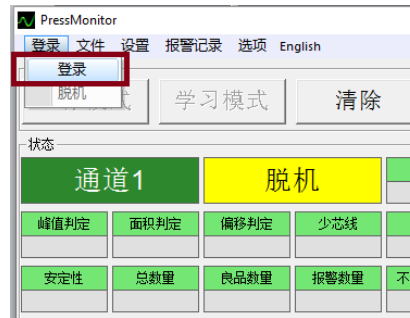 PressMonitor
登录 文件 设置 报警记录 选项 English
登录
脱机
学习模式 清除
状态
通道1 脱机
峰值判定 面积判定 偏移判定 少芯线
安定性 总数量 良品数量 报警数量 不